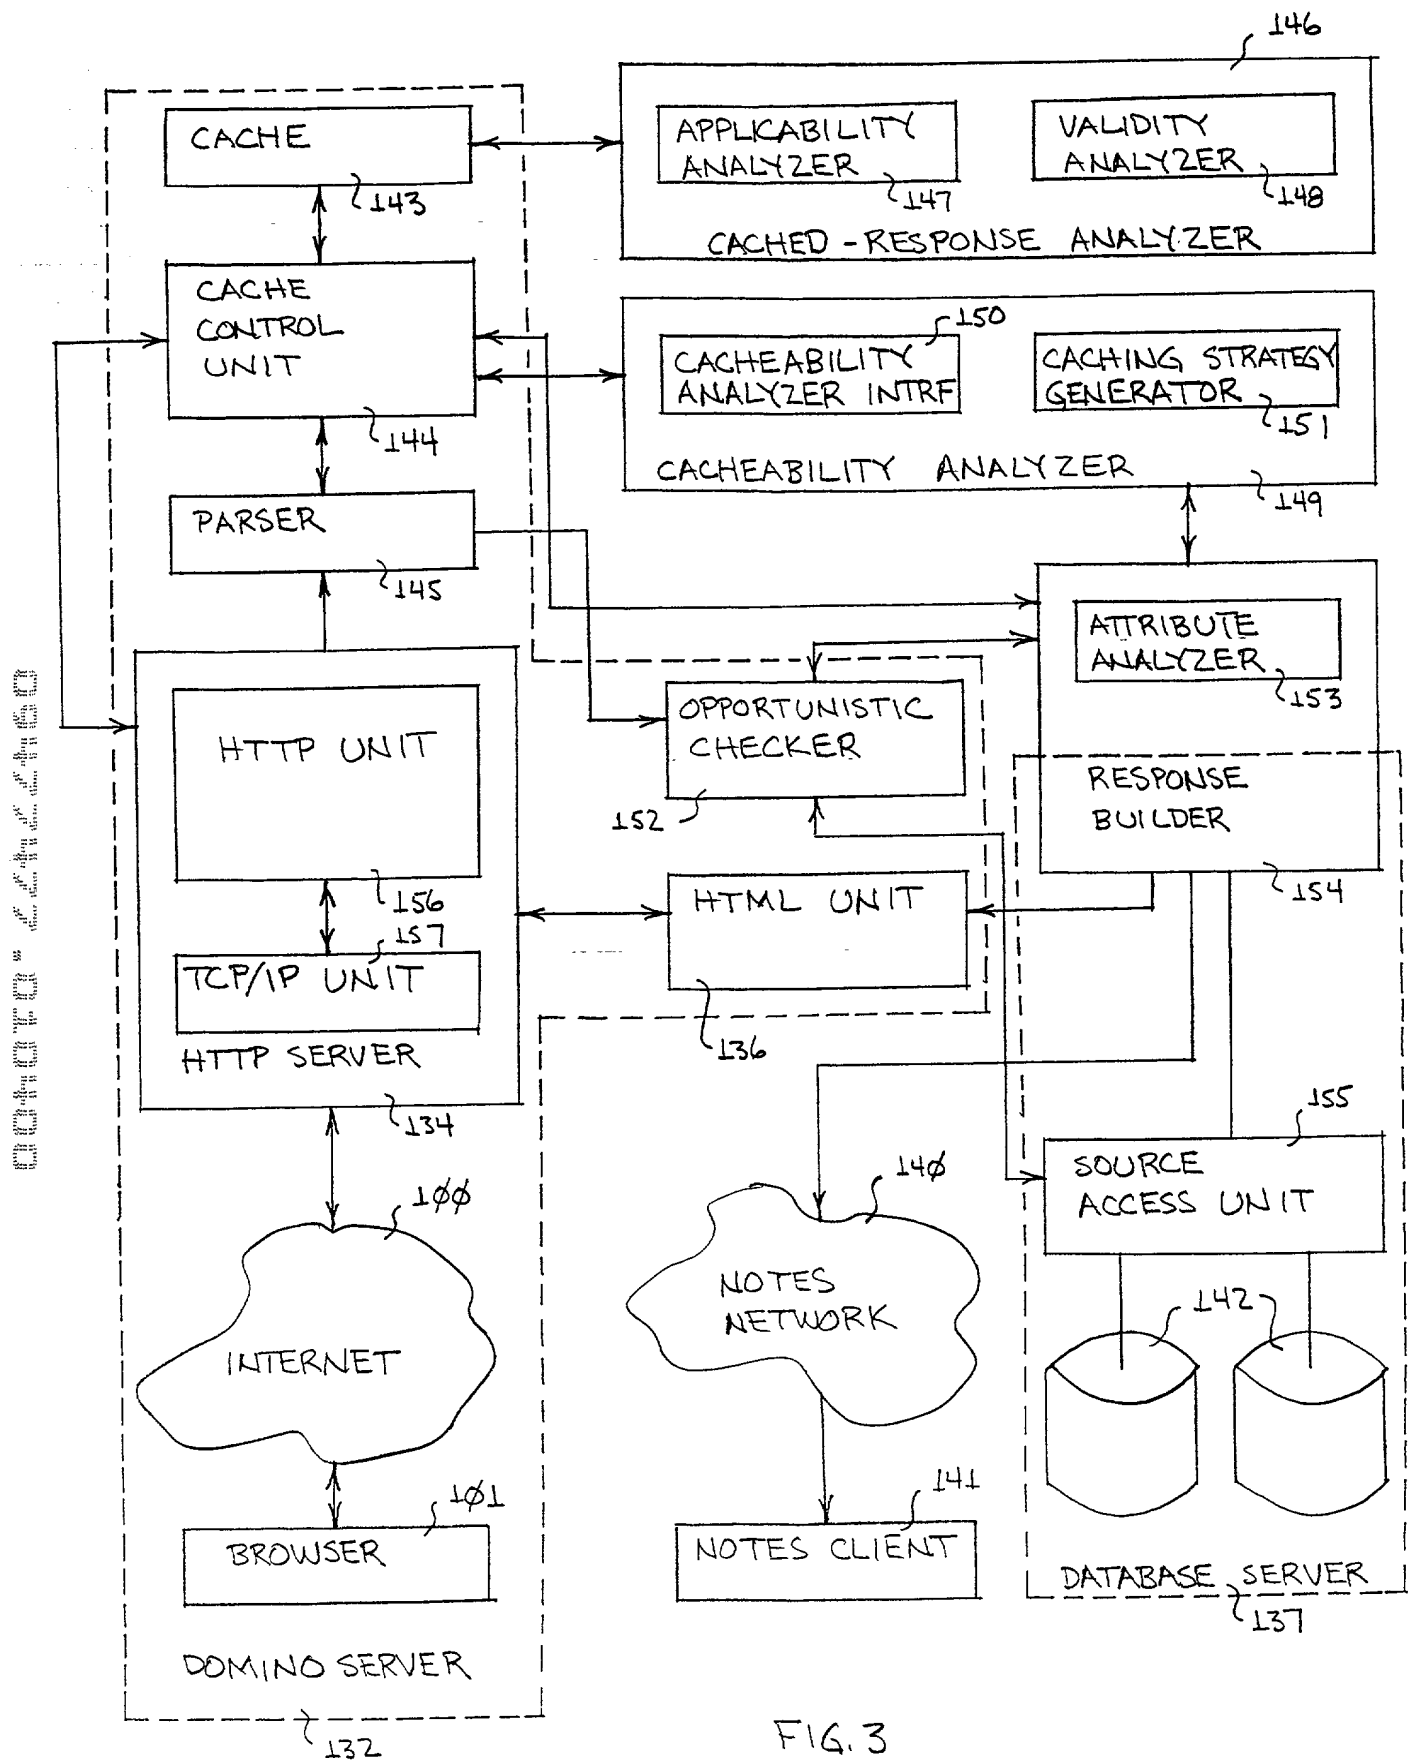 146
CACHE
143
APPLICABILITY
ANALYZER
147
VALIDITY
ANALYZER
148
CACHED-RESPONSE ANALYZER
CACHE
CONTROL
UNIT
144
150
CACHEABILITY
ANALYZER INTRF
CACHING STRATEGY
GENERATOR
151
CACHEABILITY ANALYZER
149
PARSER
145
ATTRIBUTE
ANALYZER
153
RESPONSE
BUILDER
154
OPPORTUNISTIC
CHECKER
152
HTTP UNIT
156
157
TCP/IP UNIT
HTTP SERVER
134
HTML UNIT
136
155
SOURCE
ACCESS UNIT
142
DATABASE SERVER
137
100
INTERNET
140
NOTES
NETWORK
101
BROWSER
141
NOTES CLIENT
DOMINO SERVER
132
FIG. 3